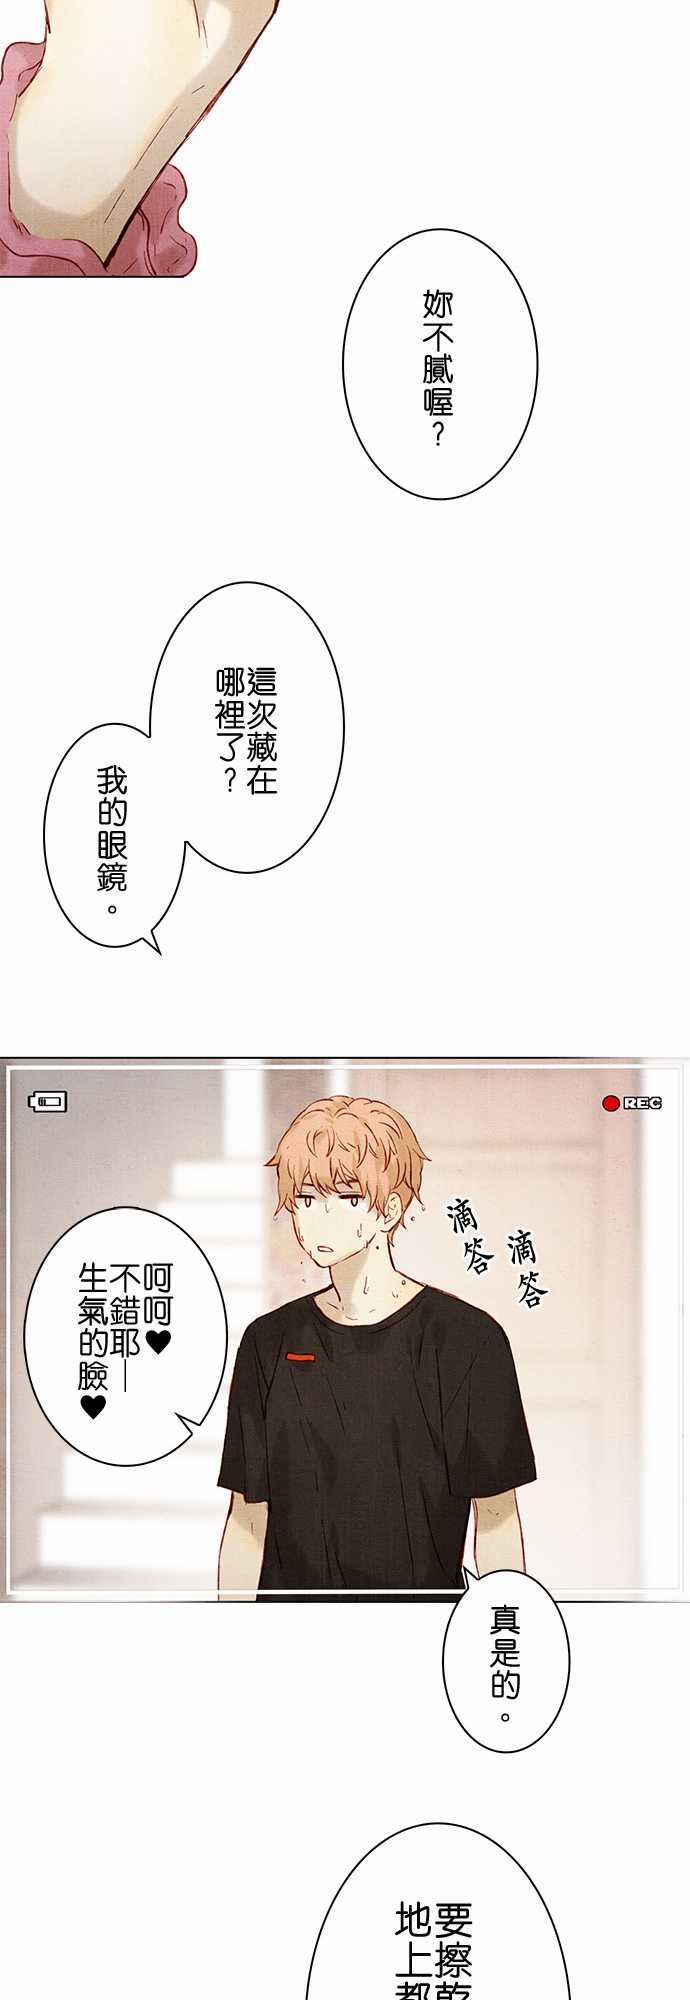 妳不膩喔？
這次藏在
哪裡了？
我的眼鏡。
REC
呵呵♥
不錯耶—
生氣的臉♥
滴答
滴答
真是的。
要擦乾
地上都